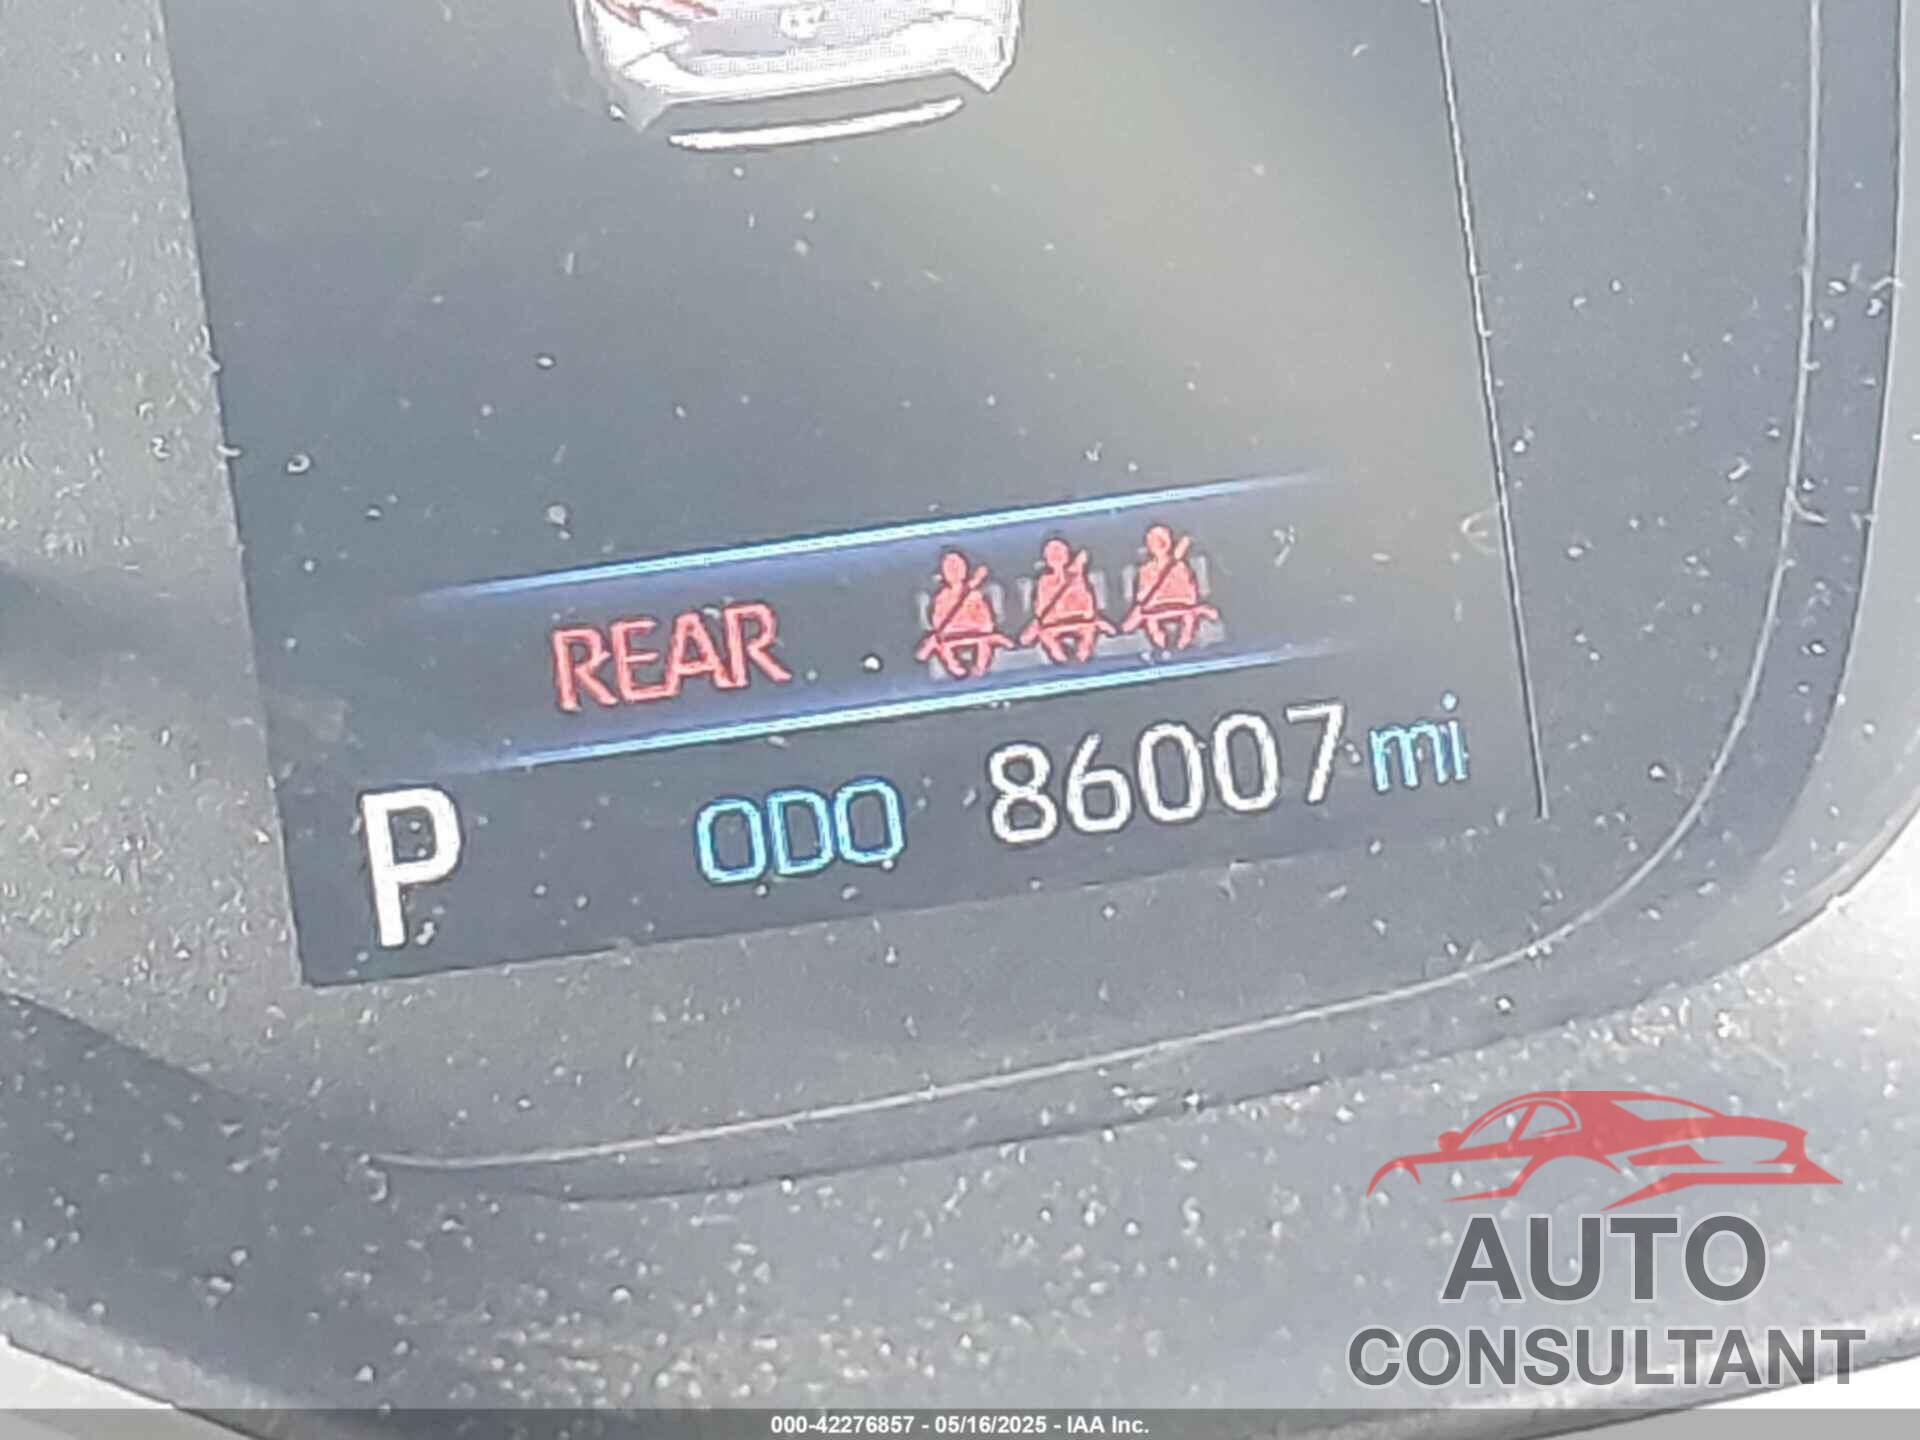 REAR
P ODO 86007 mi
AUTO
CONSULTANT
000-42276857 - 05/16/2025 - IAA Inc.